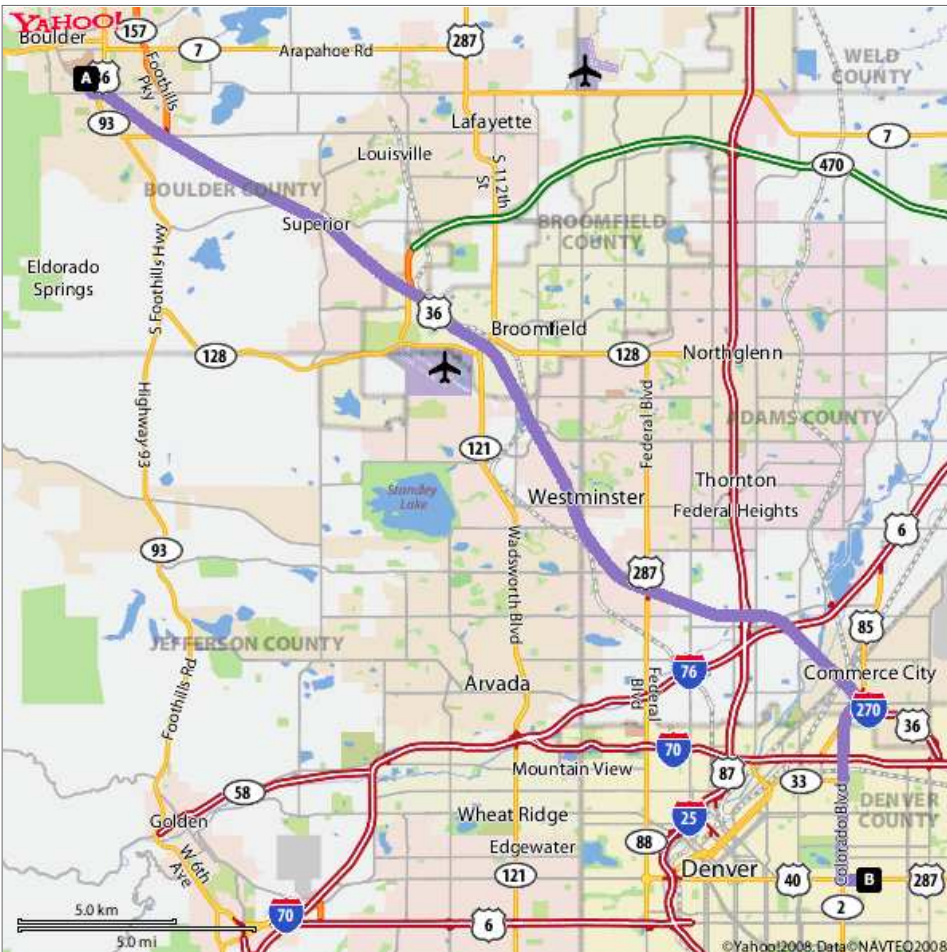 YAHOO!
Boulder
157
7
Arapahoe Rd
287
WELD
COUNTY
A
36
Foothills
Pky
93
Lafayette
7
Louisville
S 112th
St
470
BOULDER COUNTY
Superior
BROOMFIELD
COUNTY
Eldorado
Springs
S Foothills Hwy
36
Broomfield
128
128
Northglenn
Highway 93
Federal Blvd
ADAMS COUNTY
121
Standley
Lake
Westminster
Thornton
Federal Heights
6
93
Wadsworth Blvd
287
85
JEFFERSON COUNTY
Foothills Rd
Arvada
76
Federal
Blvd
Commerce City
270
36
70
Mountain View
87
33
58
Colorado Blvd
DENVER
COUNTY
Golden
Wheat Ridge
25
Edgewater
88
W 6th
Ave
121
Denver
40
B
287
2
70
6
5.0 km
5.0 mi
©Yahoo!2008, Data©NAVTEQ2008